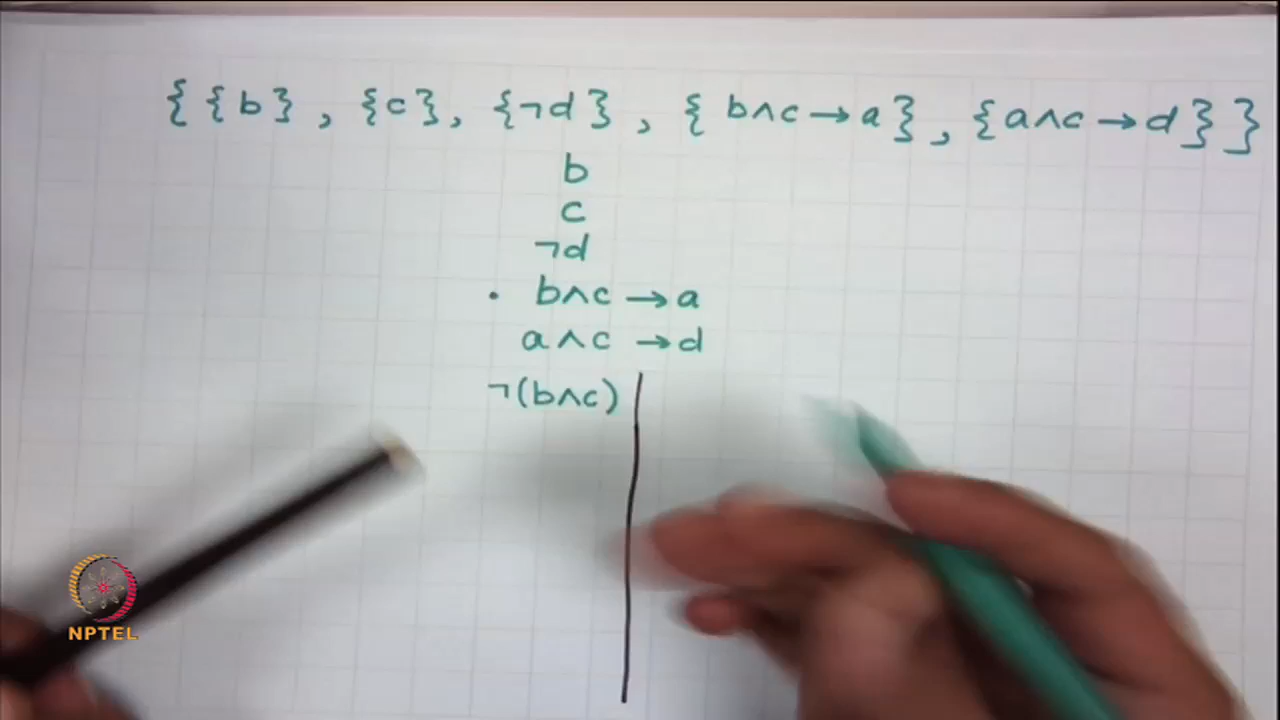 { {b} , {c}, {¬d} , { b∧c → a} , {a∧c → d} }
b
c
¬d
· b∧c → a
a∧c → d
¬(b∧c)
NPTEL